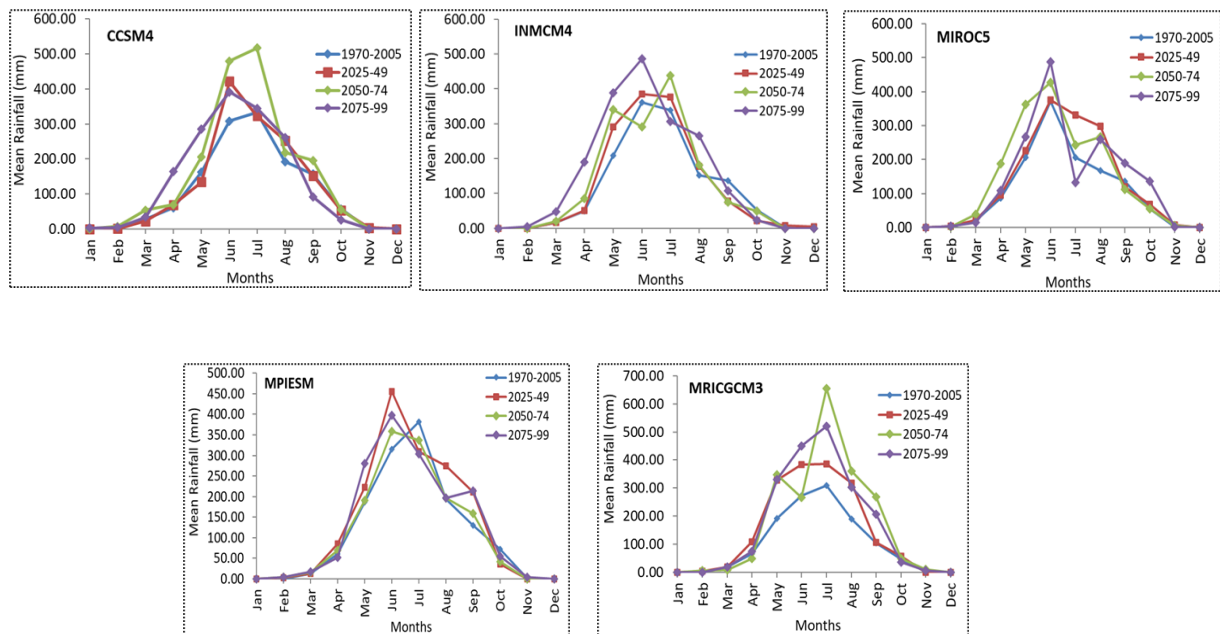 CCSM4
Mean Rainfall (mm)
600.00
500.00
400.00
300.00
200.00
100.00
0.00
Jan
Feb
Mar
Apr
May
Jun
Jul
Aug
Sep
Oct
Nov
Dec
Months
1970-2005
2025-49
2050-74
2075-99
INMCM4
Mean Rainfall (mm)
600.00
500.00
400.00
300.00
200.00
100.00
0.00
Jan
Feb
Mar
Apr
May
Jun
Jul
Aug
Sep
Oct
Nov
Dec
Months
1970-2005
2025-49
2050-74
2075-99
MIROC5
Mean Rainfall (mm)
600.00
500.00
400.00
300.00
200.00
100.00
0.00
Jan
Feb
Mar
Apr
May
Jun
Jul
Aug
Sep
Oct
Nov
Dec
Months
1970-2005
2025-49
2050-74
2075-99
MPIESM
Mean Rainfall (mm)
500.00
450.00
400.00
350.00
300.00
250.00
200.00
150.00
100.00
50.00
0.00
Jan
Feb
Mar
Apr
May
Jun
Jul
Aug
Sep
Oct
Nov
Dec
Months
1970-2005
2025-49
2050-74
2075-99
MRICGCM3
Mean Rainfall (mm)
700.00
600.00
500.00
400.00
300.00
200.00
100.00
0.00
Jan
Feb
Mar
Apr
May
Jun
Jul
Aug
Sep
Oct
Nov
Dec
Months
1970-2005
2025-49
2050-74
2075-99